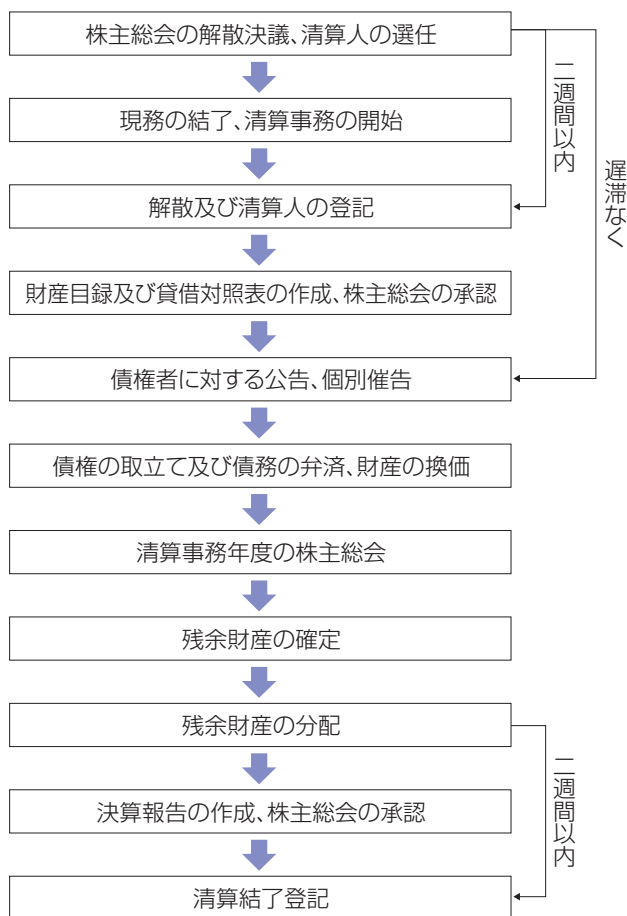 株主総会の解散決議、清算人の選任
二週間以内
遅滞なく
現務の結了、清算事務の開始
解散及び清算人の登記
財産目録及び貸借対照表の作成、株主総会の承認
債権者に対する公告、個別催告
債権の取立て及び債務の弁済、財産の換価
清算事務年度の株主総会
残余財産の確定
残余財産の分配
二週間以内
決算報告の作成、株主総会の承認
清算結了登記